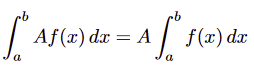 ∫_a^b Af(x) dx = A ∫_a^b f(x) dx